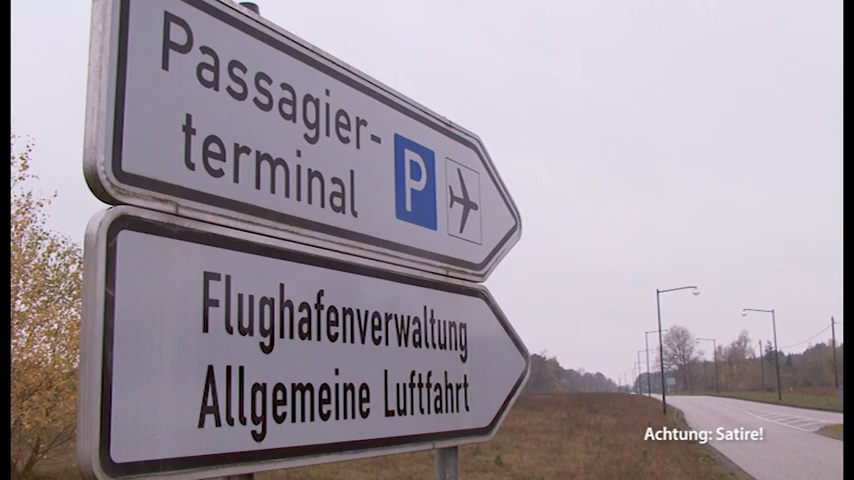 Passagier-
terminal
P
Flughafenverwaltung
Allgemeine Luftfahrt
Achtung: Satire!